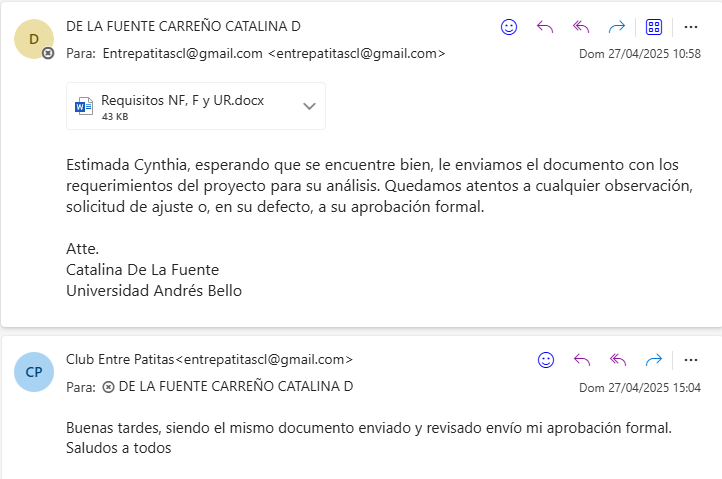 D
DE LA FUENTE CARREÑO CATALINA D
Para: Entrepatitascl@gmail.com <entrepatitascl@gmail.com>
Dom 27/04/2025 10:58
W
Requisitos NF, F y UR.docx
43 KB
Estimada Cynthia, esperando que se encuentre bien, le enviamos el documento con los
requerimientos del proyecto para su análisis. Quedamos atentos a cualquier observación,
solicitud de ajuste o, en su defecto, a su aprobación formal.
Atte.
Catalina De La Fuente
Universidad Andrés Bello
CP
Club Entre Patitas<entrepatitascl@gmail.com>
Para: DE LA FUENTE CARREÑO CATALINA D
Dom 27/04/2025 15:04
Buenas tardes, siendo el mismo documento enviado y revisado envío mi aprobación formal.
Saludos a todos